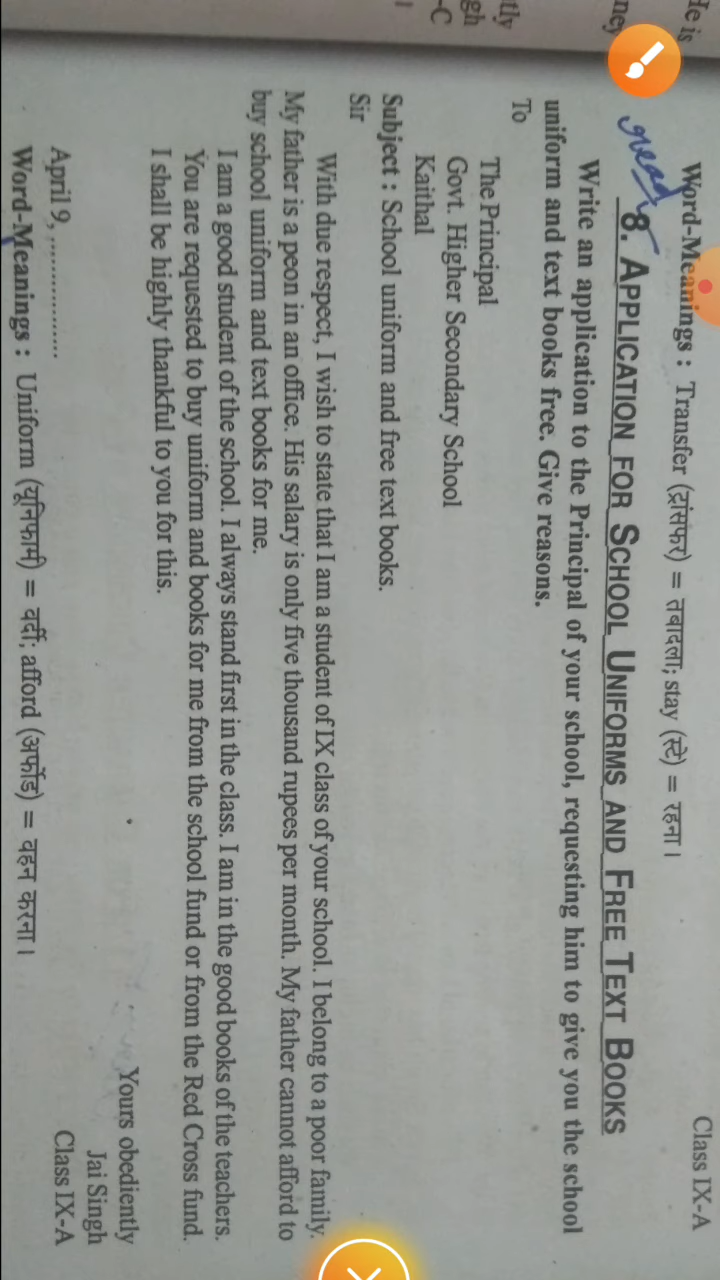 He is
ney
tly
gh
-C
Class IX-A
Word-Meanings : Transfer (ट्रांसफर) = तबादला; stay (स्टे) = रहना।
8. APPLICATION FOR SCHOOL UNIFORMS AND FREE TEXT BOOKS
Write an application to the Principal of your school, requesting him to give you the school
uniform and text books free. Give reasons.
To
The Principal
Govt. Higher Secondary School
Kaithal
Subject : School uniform and free text books.
Sir
With due respect, I wish to state that I am a student of IX class of your school. I belong to a poor family.
My father is a peon in an office. His salary is only five thousand rupees per month. My father cannot afford to
buy school uniform and text books for me.
I am a good student of the school. I always stand first in the class. I am in the good books of the teachers.
You are requested to buy uniform and books for me from the school fund or from the Red Cross fund.
I shall be highly thankful to you for this.
Yours obediently
Jai Singh
Class IX-A
April 9, ................
Word-Meanings : Uniform (यूनिफार्म) = वर्दी; afford (अफोर्ड) = वहन करना।